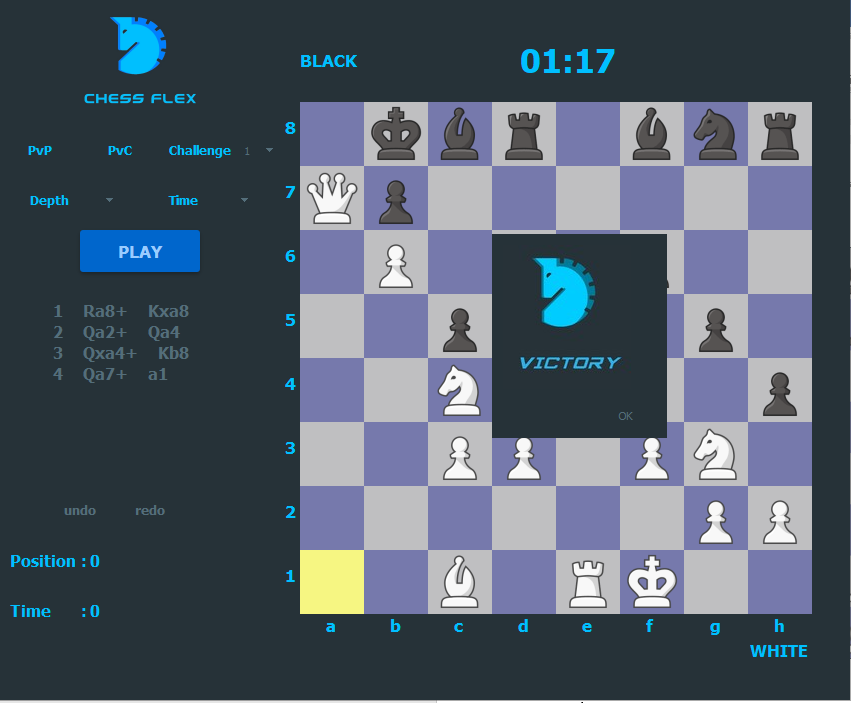 CHESS FLEX
BLACK 01:17
PvP PvC Challenge 1
Depth Time
PLAY
1 Ra8+ Kxa8
2 Qa2+ Qa4
3 Qxa4+ Kb8
4 Qa7+ a1
undo redo
Position : 0
Time : 0
8
7
6
5
4
3
2
1
VICTORY
OK
a b c d e f g h
WHITE